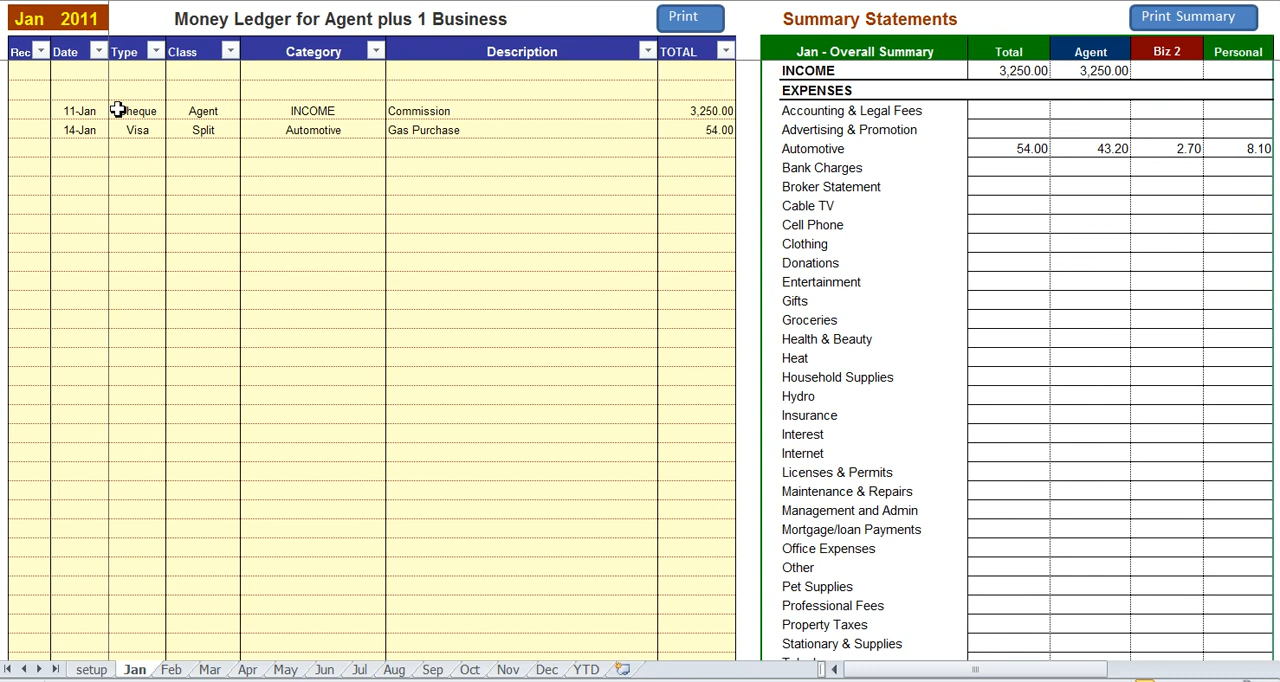 Jan 2011 Money Ledger for Agent plus 1 Business Print Summary Statements Print Summary
Rec Date Type Class Category Description TOTAL Jan - Overall Summary Total Agent Biz 2 Personal
INCOME 3,250.00 3,250.00
EXPENSES
11-Jan heque Agent INCOME Commission 3,250.00 Accounting & Legal Fees
14-Jan Visa Split Automotive Gas Purchase 54.00 Advertising & Promotion
Automotive 54.00 43.20 2.70 8.10
Bank Charges
Broker Statement
Cable TV
Cell Phone
Clothing
Donations
Entertainment
Gifts
Groceries
Health & Beauty
Heat
Household Supplies
Hydro
Insurance
Interest
Internet
Licenses & Permits
Maintenance & Repairs
Management and Admin
Mortgage/loan Payments
Office Expenses
Other
Pet Supplies
Professional Fees
Property Taxes
Stationary & Supplies
setup Jan Feb Mar Apr May Jun Jul Aug Sep Oct Nov Dec YTD